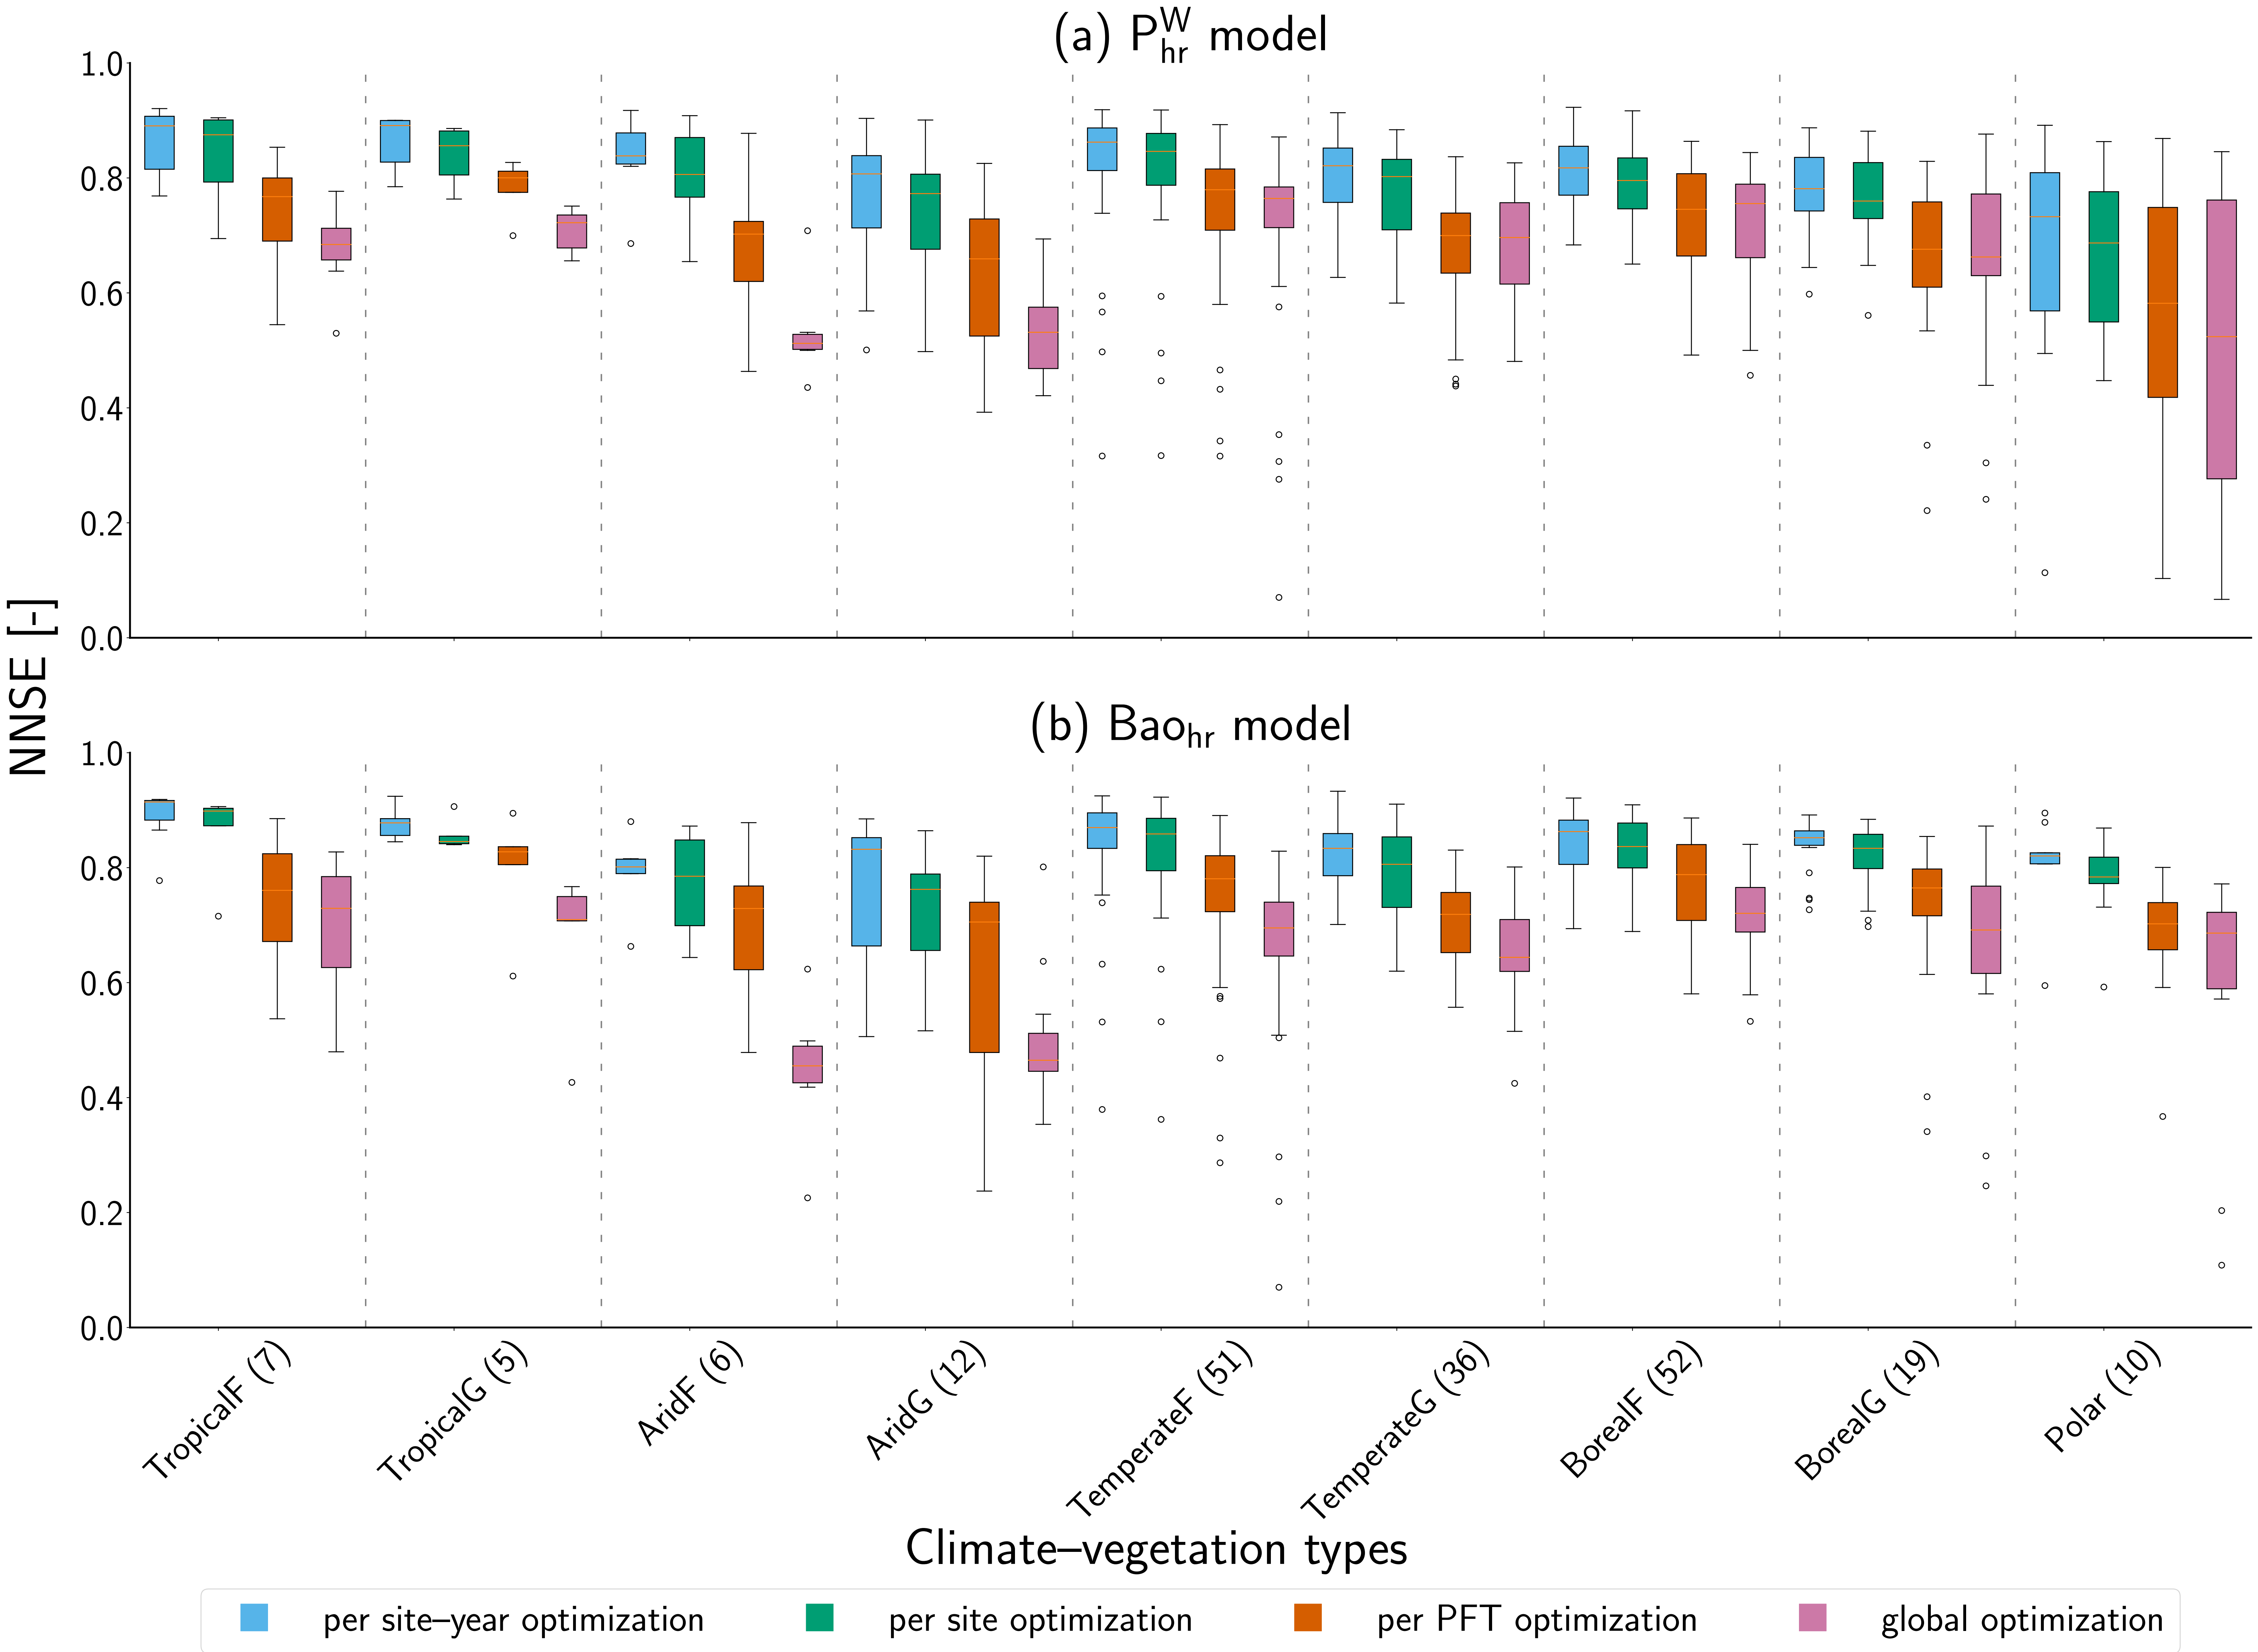 (a) P^W_hr model
1.0
0.8
0.6
0.4
0.2
0.0
NNSE [-]
(b) Bao_hr model
1.0
0.8
0.6
0.4
0.2
0.0
TropicalF (7)
TropicalG (5)
AridF (6)
AridG (12)
TemperateF (51)
TemperateG (36)
BorealF (52)
BorealG (19)
Polar (10)
Climate–vegetation types
per site–year optimization
per site optimization
per PFT optimization
global optimization